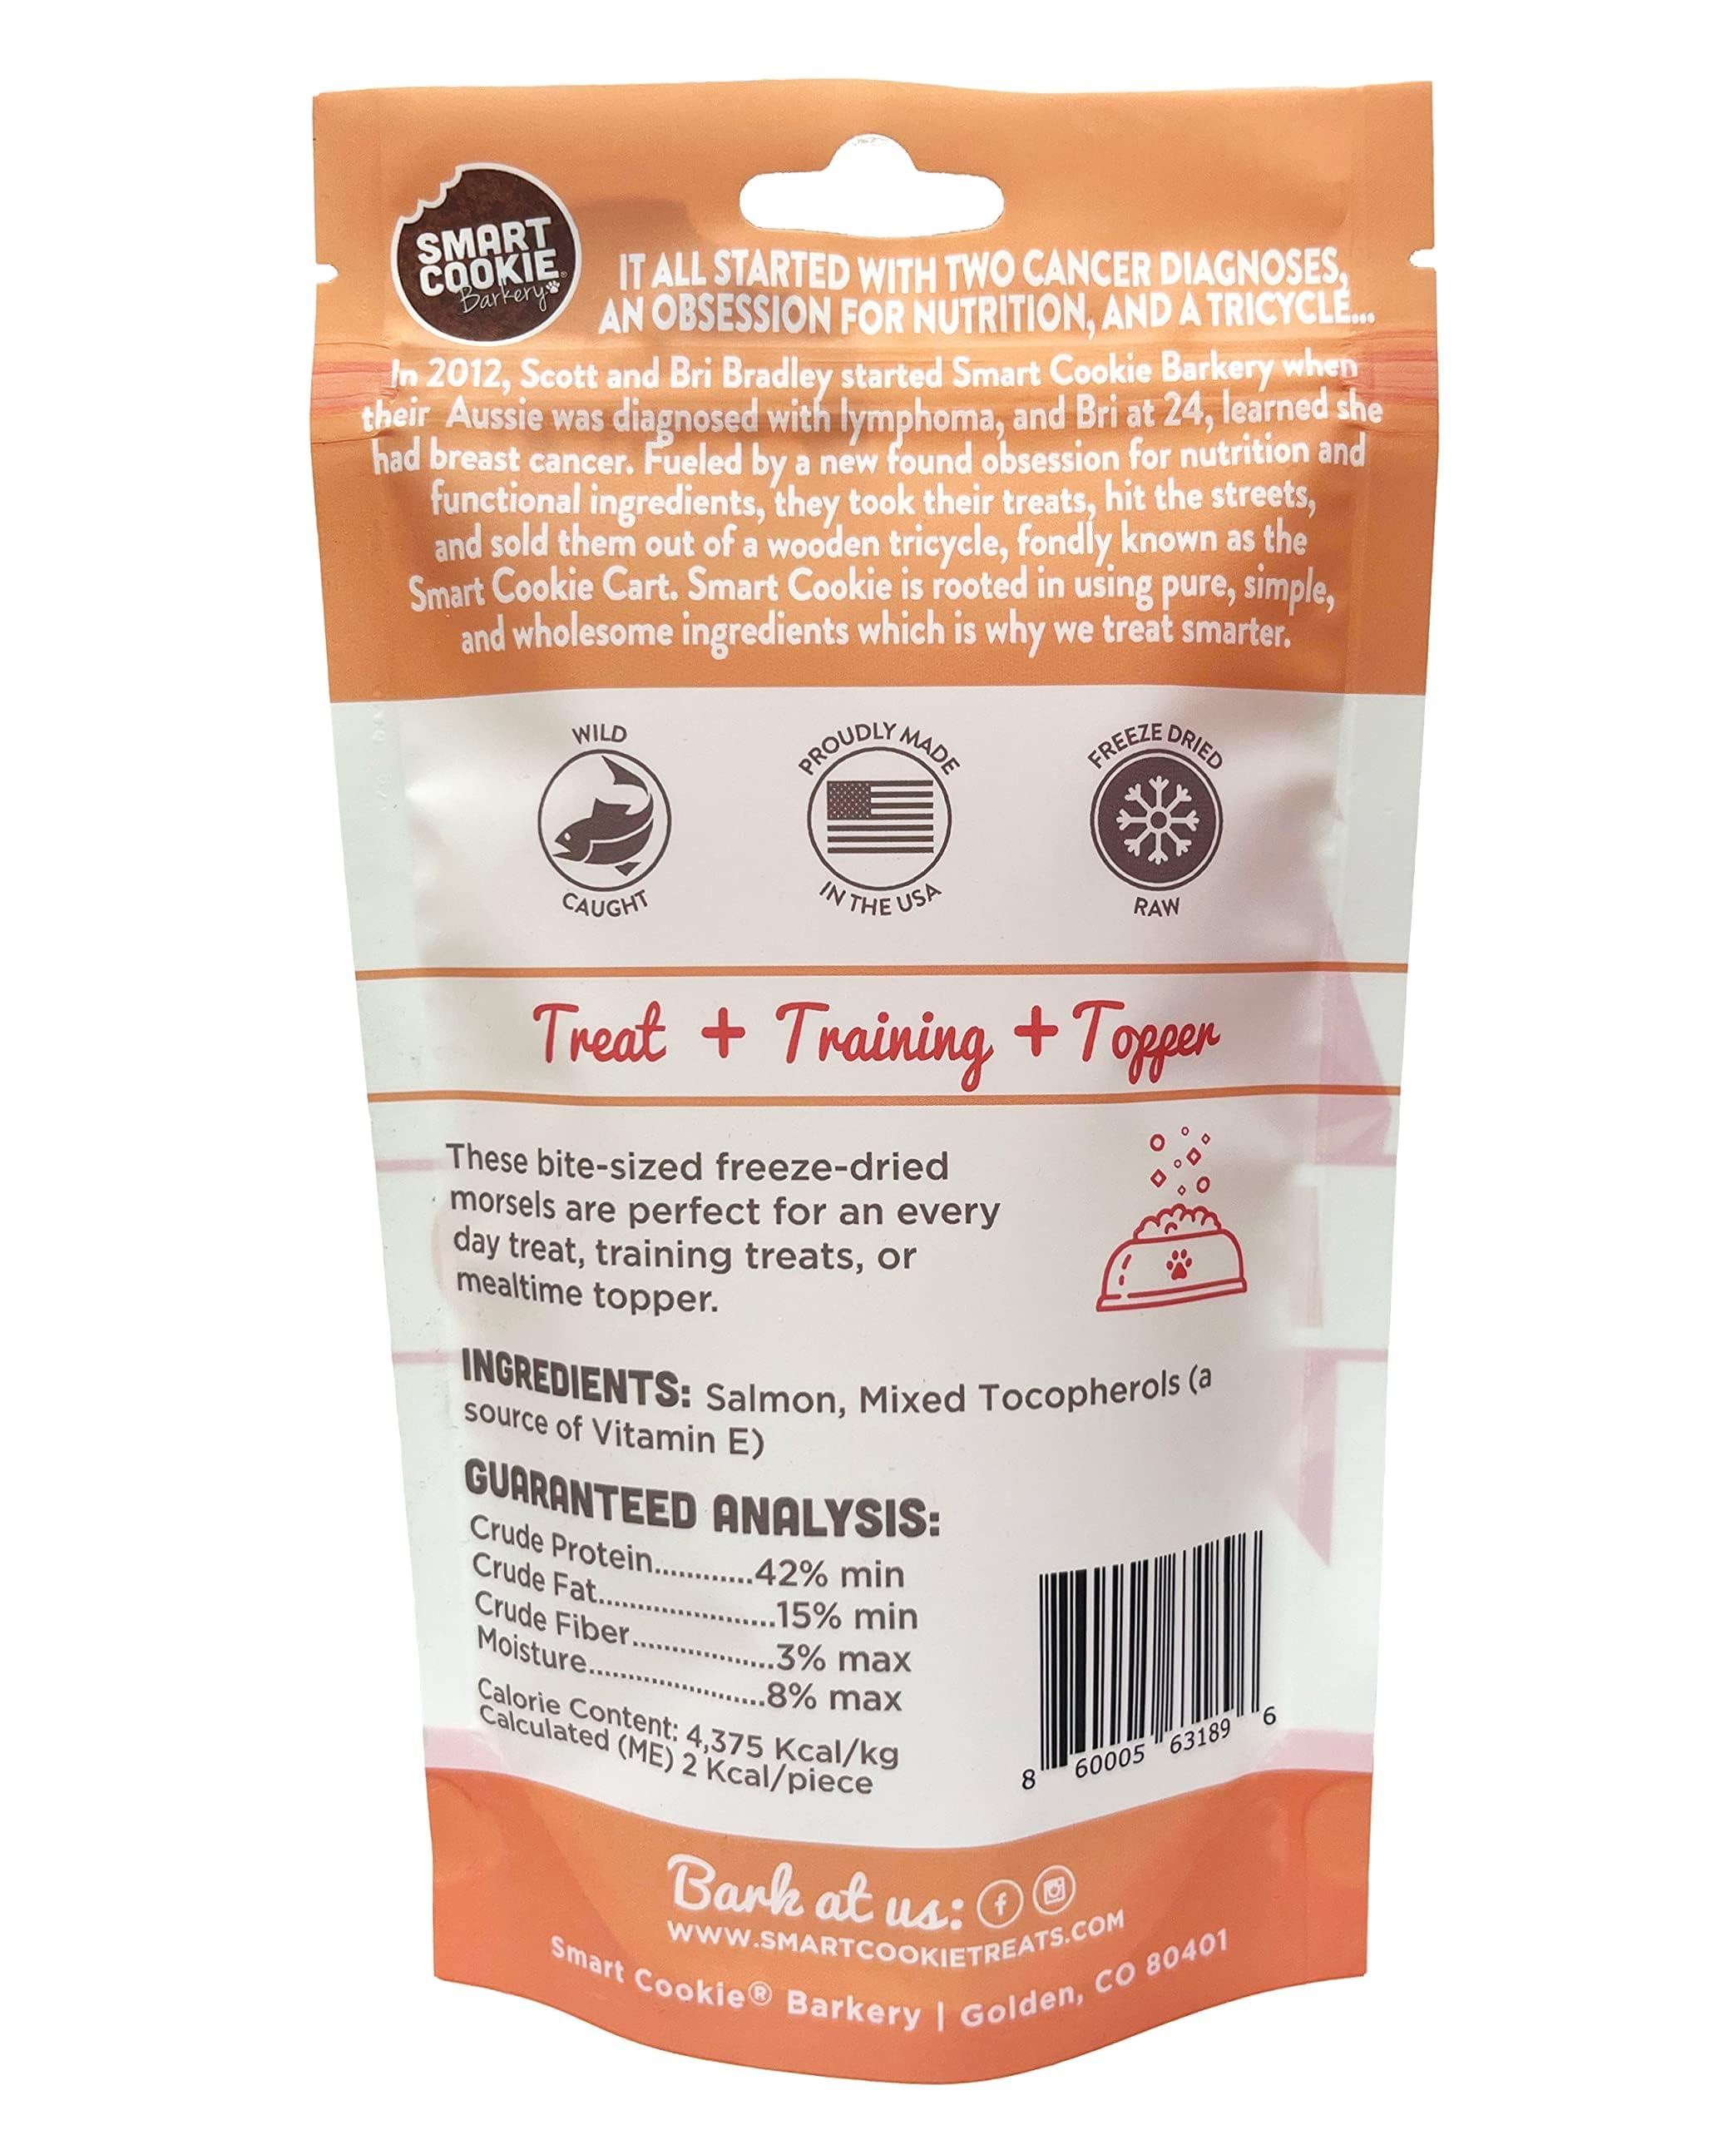 SMART
COOKIE®
Barkery
IT ALL STARTED WITH TWO CANCER DIAGNOSES,
AN OBSESSION FOR NUTRITION, AND A TRICYCLE...
In 2012, Scott and Bri Bradley started Smart Cookie Barkery when
their Aussie was diagnosed with lymphoma, and Bri at 24, learned she
had breast cancer. Fueled by a new found obsession for nutrition and
functional ingredients, they took their treats, hit the streets,
and sold them out of a wooden tricycle, fondly known as the
Smart Cookie Cart. Smart Cookie is rooted in using pure, simple,
and wholesome ingredients which is why we treat smarter.
WILD
CAUGHT
PROUDLY MADE
IN THE USA
FREEZE DRIED
RAW
Treat + Training + Topper
These bite-sized freeze-dried
morsels are perfect for an every
day treat, training treats, or
mealtime topper.
INGREDIENTS: Salmon, Mixed Tocopherols (a
source of Vitamin E)
GUARANTEED ANALYSIS:
Crude Protein............42% min
Crude Fat......................15% min
Crude Fiber.................3% max
Moisture......................8% max
Calorie Content: 4,375 Kcal/kg
Calculated (ME) 2 Kcal/piece
8 60005 63189 6
Bark at us:
WWW.SMARTCOOKIETREATS.COM
Smart Cookie® Barkery | Golden, CO 80401